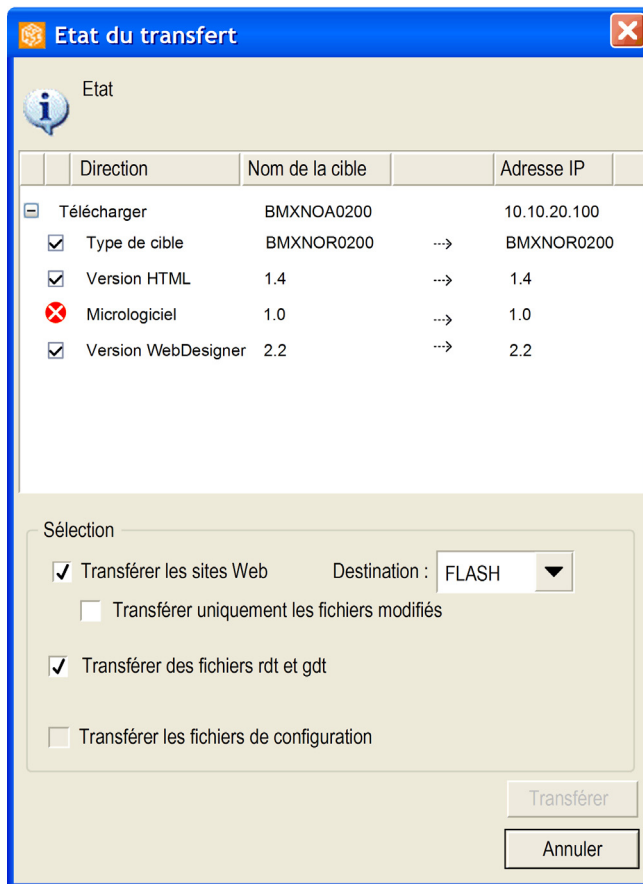 Etat du transfert
Etat
Direction Nom de la cible Adresse IP
Télécharger BMXNOA0200 10.10.20.100
Type de cible BMXNOR0200 ---> BMXNOR0200
Version HTML 1.4 ---> 1.4
Micrologiciel 1.0 ---> 1.0
Version WebDesigner 2.2 ---> 2.2
Sélection
Transférer les sites Web Destination : FLASH
Transférer uniquement les fichiers modifiés
Transférer des fichiers rdt et gdt
Transférer les fichiers de configuration
Transférer
Annuler